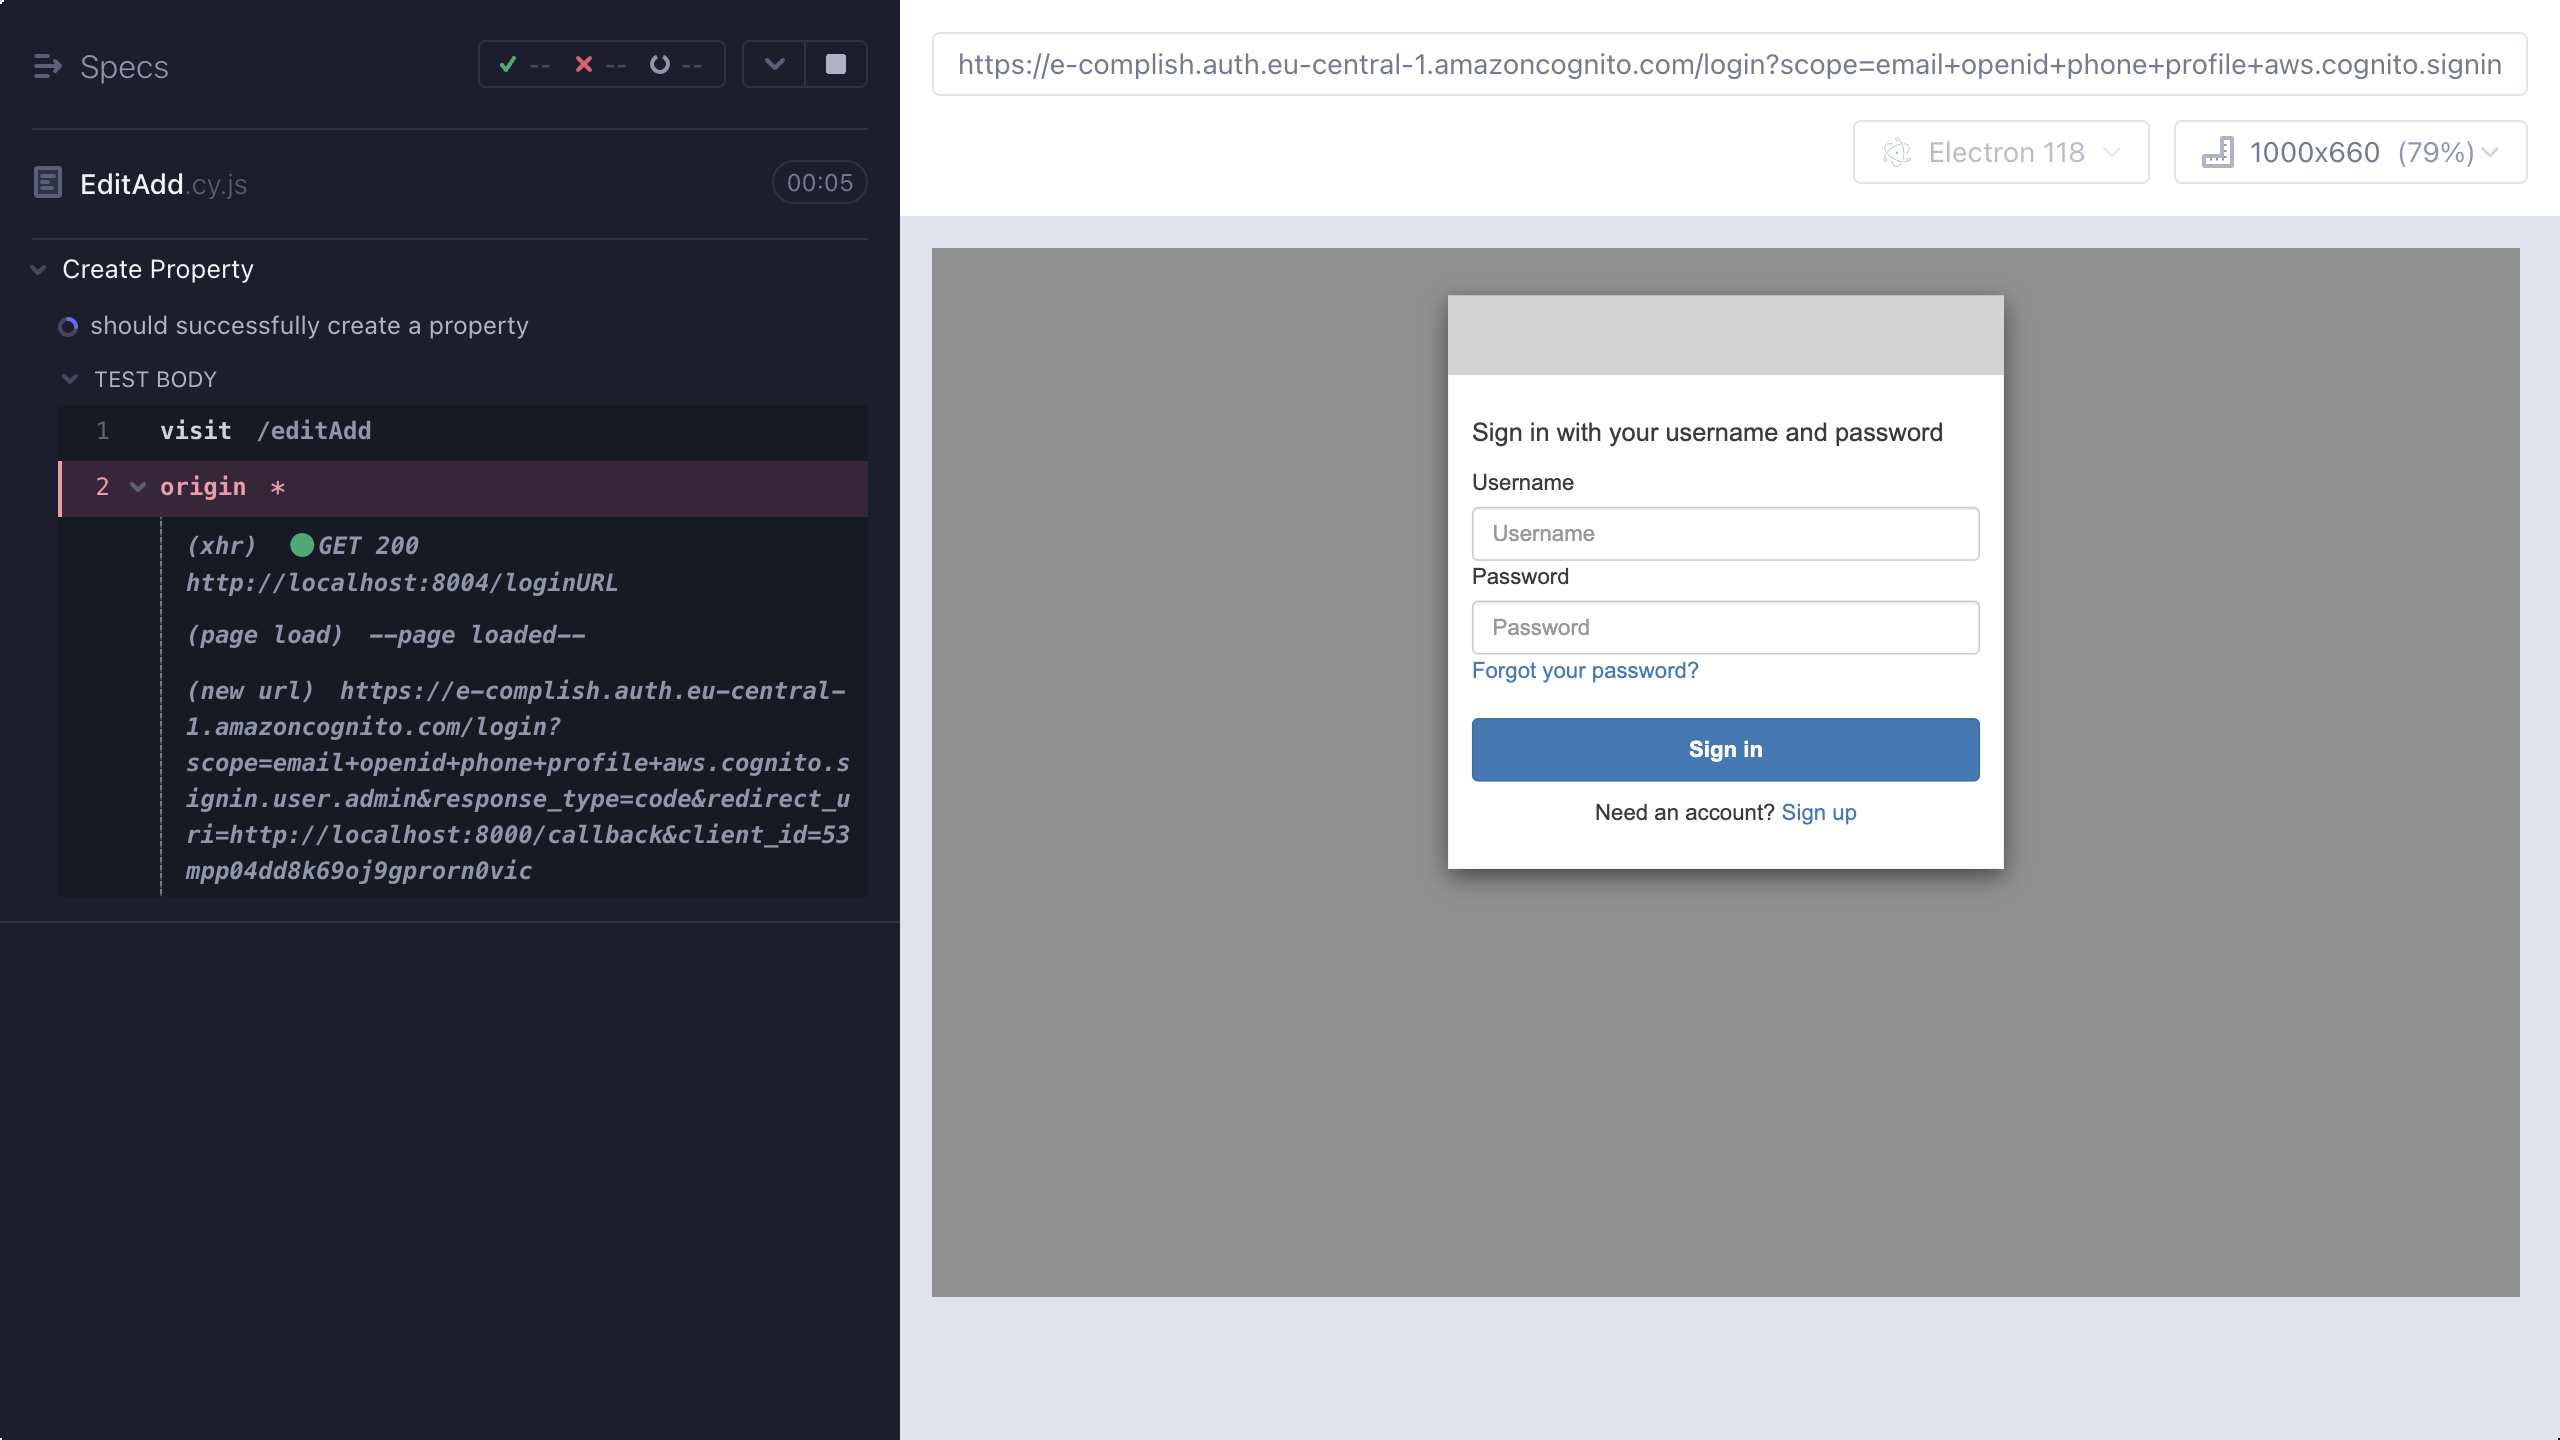 Specs
-- -- --
EditAdd.cy.js
00:05
Create Property
should successfully create a property
TEST BODY
1 visit /editAdd
2 origin *
(xhr) GET 200
http://localhost:8004/loginURL
(page load) --page loaded--
(new url) https://e-complish.auth.eu-central-
1.amazoncognito.com/login?
scope=email+openid+phone+profile+aws.cognito.s
ignin.user.admin&response_type=code&redirect_u
ri=http://localhost:8000/callback&client_id=53
mpp04dd8k69oj9gprorn0vic
https://e-complish.auth.eu-central-1.amazoncognito.com/login?scope=email+openid+phone+profile+aws.cognito.signin
Electron 118
1000x660 (79%)
Sign in with your username and password
Username
Username
Password
Password
Forgot your password?
Sign in
Need an account? Sign up